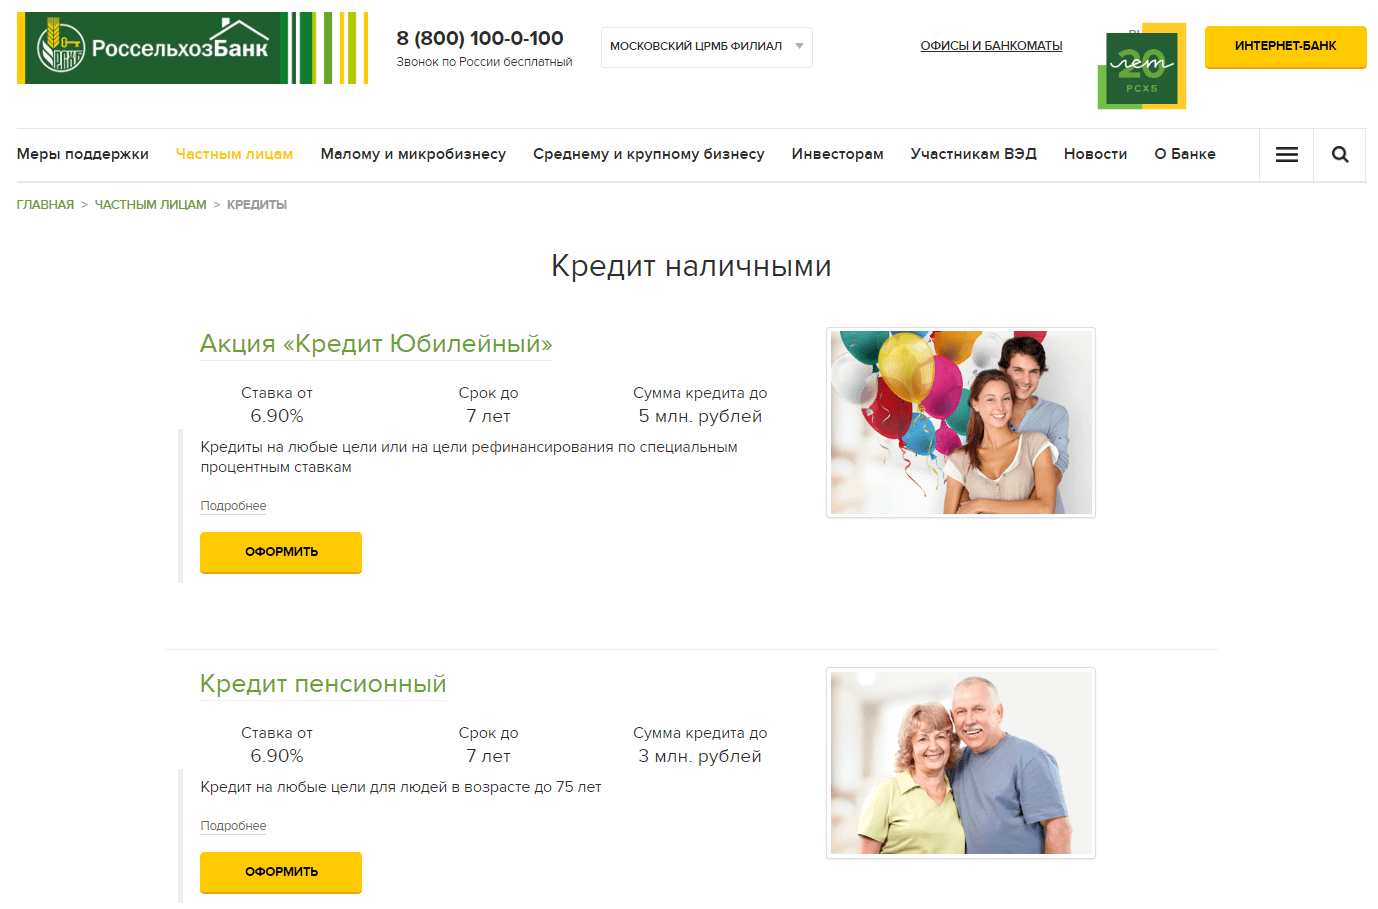 РоссельхозБанк
8 (800) 100-0-100
Звонок по России бесплатный
МОСКОВСКИЙ ЦРМБ ФИЛИАЛ
ОФИСЫ И БАНКОМАТЫ
20
лет
РСХБ
ИНТЕРНЕТ-БАНК
Меры поддержки Частным лицам Малому и микробизнесу Среднему и крупному бизнесу Инвесторам Участникам ВЭД Новости О Банке
ГЛАВНАЯ > ЧАСТНЫМ ЛИЦАМ > КРЕДИТЫ
Кредит наличными
Акция «Кредит Юбилейный»
Ставка от Срок до Сумма кредита до
6.90% 7 лет 5 млн. рублей
Кредиты на любые цели или на цели рефинансирования по специальным
процентным ставкам
Подробнее
ОФОРМИТЬ
Кредит пенсионный
Ставка от Срок до Сумма кредита до
6.90% 7 лет 3 млн. рублей
Кредит на любые цели для людей в возрасте до 75 лет
Подробнее
ОФОРМИТЬ